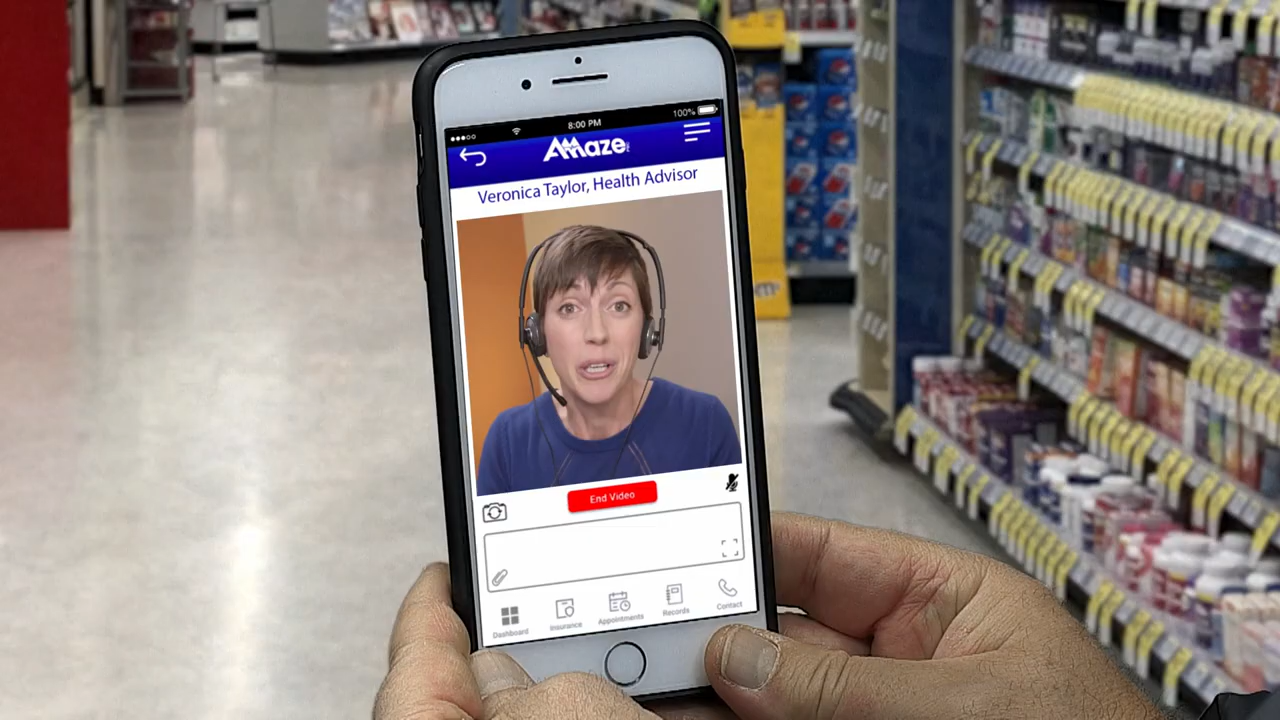 100%
8:00 PM
AMaze
Veronica Taylor, Health Advisor
End Video
Dashboard
Insurance
Appointments
Records
Contact